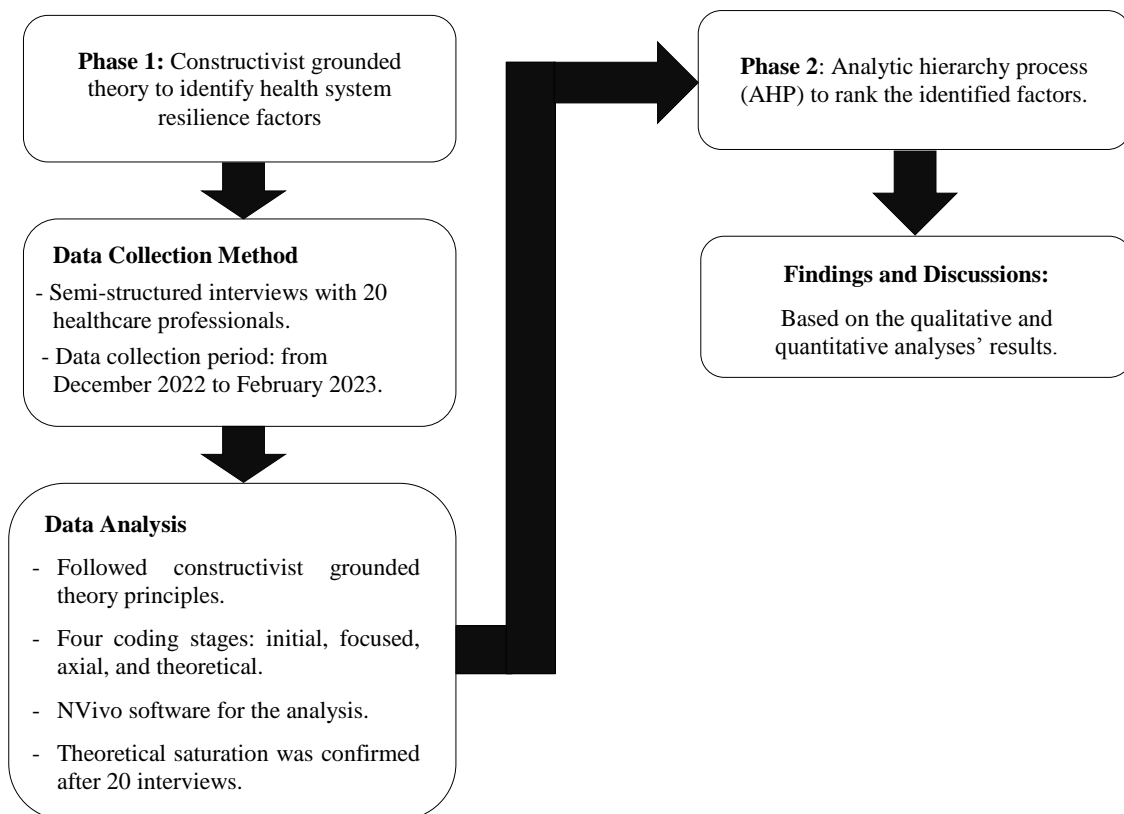 Phase 1: Constructivist grounded
theory to identify health system
resilience factors
Data Collection Method
- Semi-structured interviews with 20
healthcare professionals.
- Data collection period: from
December 2022 to February 2023.
Data Analysis
- Followed constructivist grounded
theory principles.
- Four coding stages: initial, focused,
axial, and theoretical.
- NVivo software for the analysis.
- Theoretical saturation was confirmed
after 20 interviews.
Phase 2: Analytic hierarchy process
(AHP) to rank the identified factors.
Findings and Discussions:
Based on the qualitative and
quantitative analyses’ results.